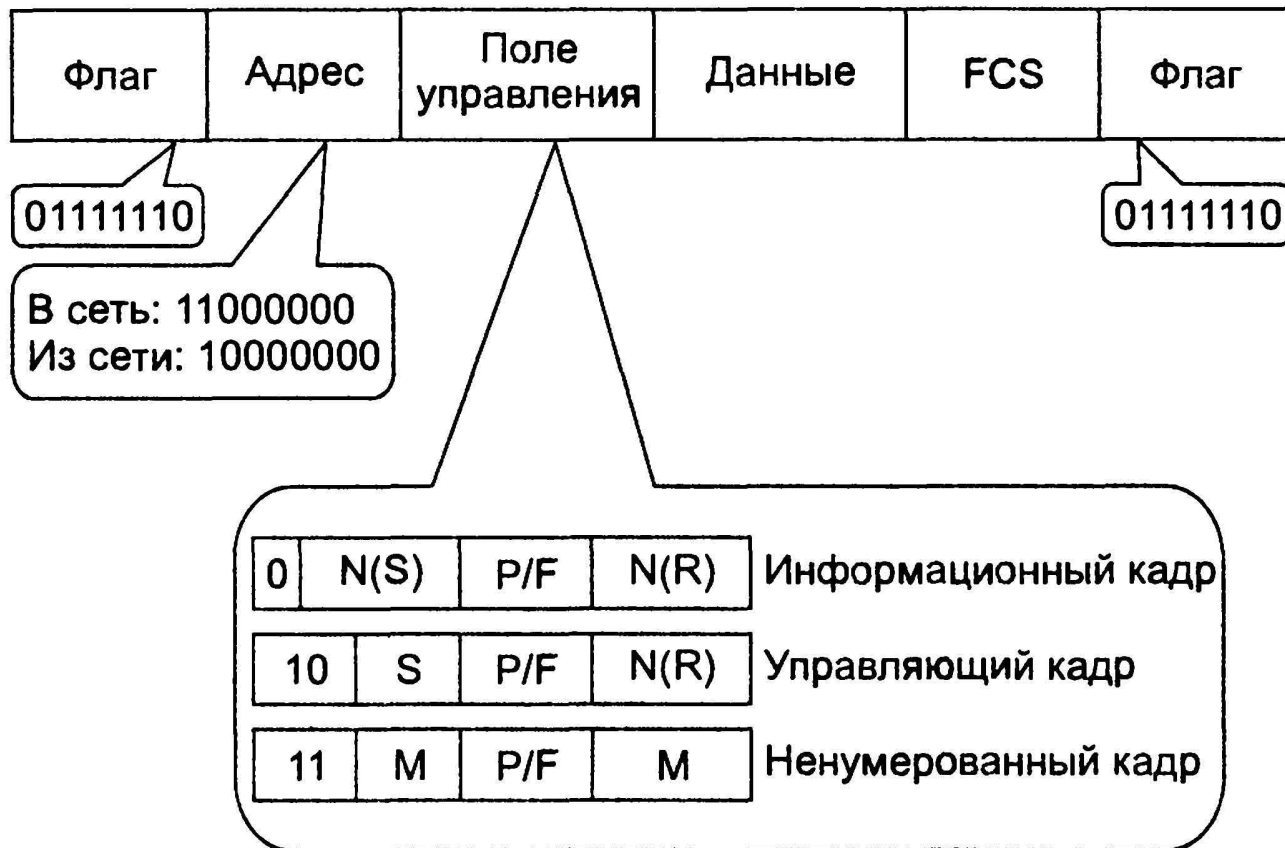 Флаг
Адрес
Поле
управления
Данные
FCS
Флаг
01111110
01111110
В сеть: 11000000
Из сети: 10000000
0 N(S) P/F N(R) Информационный кадр
10 S P/F N(R) Управляющий кадр
11 M P/F M Ненумерованный кадр